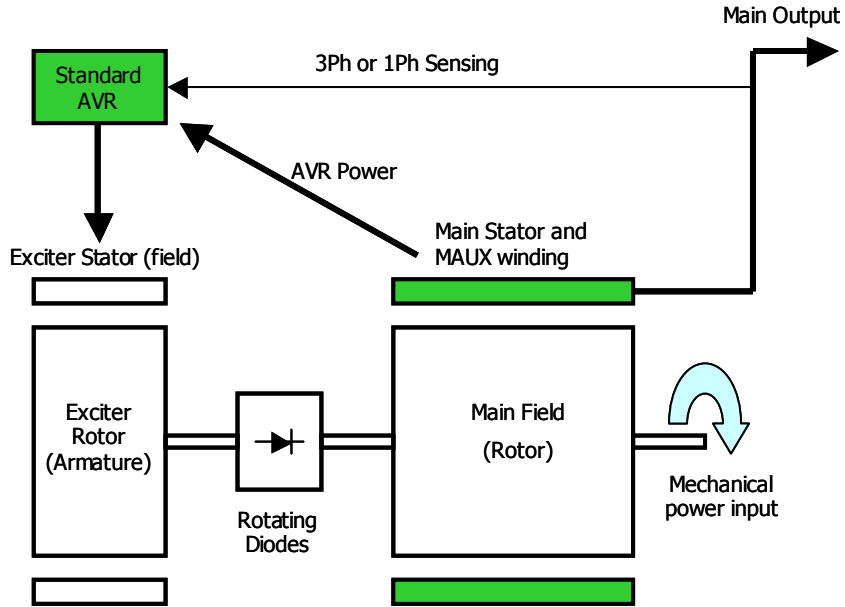 Main Output
3Ph or 1Ph Sensing
Standard
AVR
AVR Power
Main Stator and
MAUX winding
Exciter Stator (field)
Exciter
Rotor
(Armature)
Main Field
(Rotor)
Mechanical
power input
Rotating
Diodes